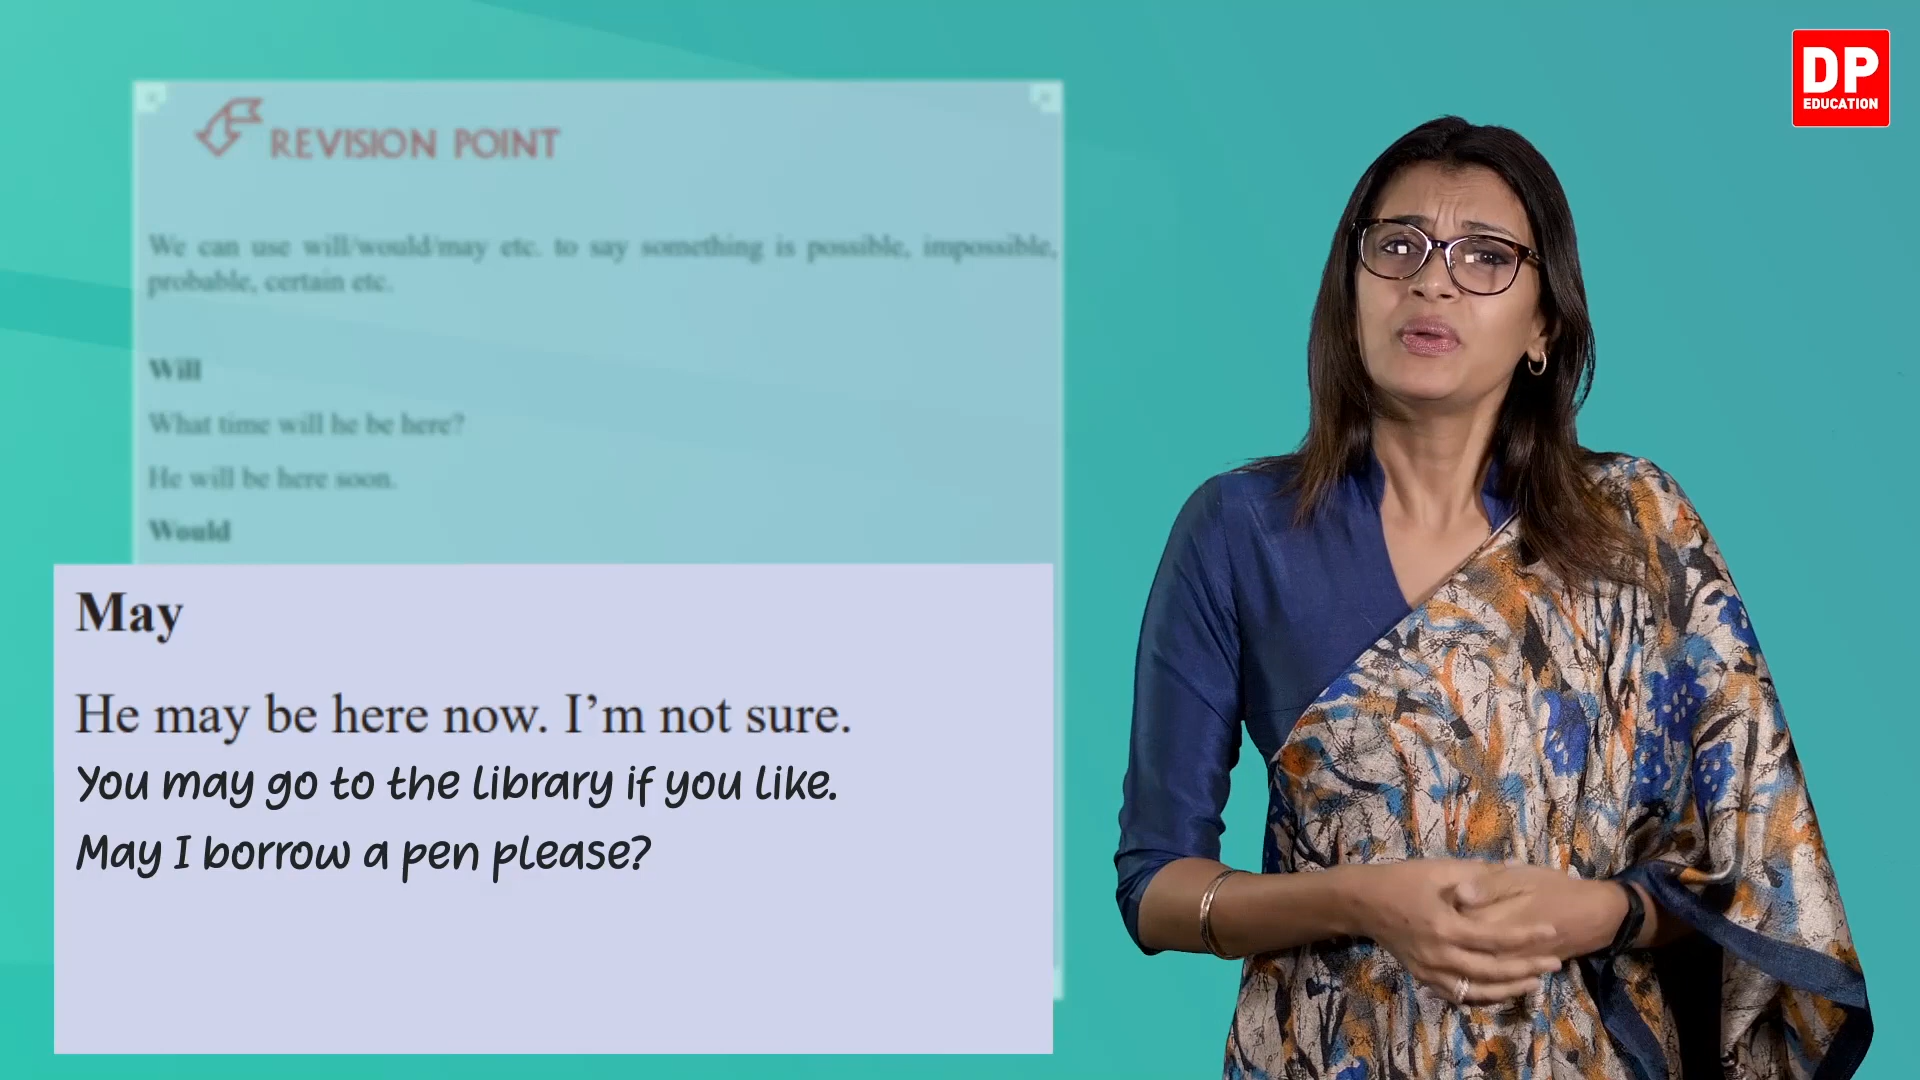 DP
EDUCATION
REVISION POINT
We can use will/would/may etc. to say something is possible, impossible,
probable, certain etc.
Will
What time will he be here?
He will be here soon.
Would
May
He may be here now. I'm not sure.
You may go to the library if you like.
May I borrow a pen please?